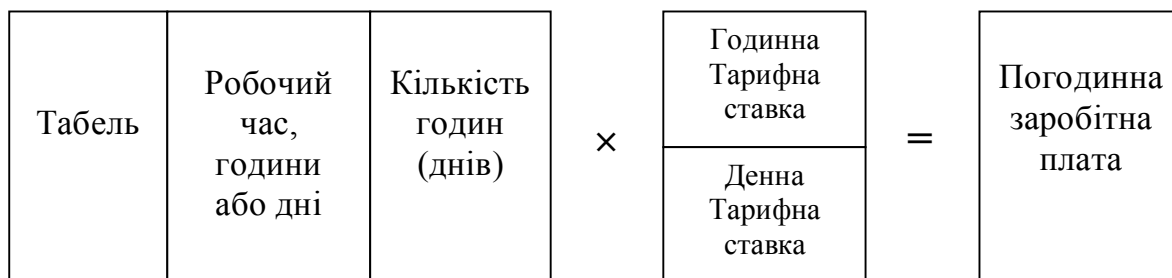 Табель
Робочий
час,
години
або дні
Кількість
годин
(днів)
×
Годинна
Тарифна
ставка
Денна
Тарифна
ставка
=
Погодинна
заробітна
плата